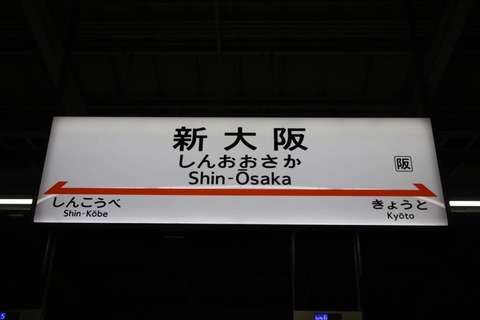 新大阪
しんおおさか
Shin-Ōsaka
阪
しんこうべ
Shin-Kōbe
きょうと
Kyōto